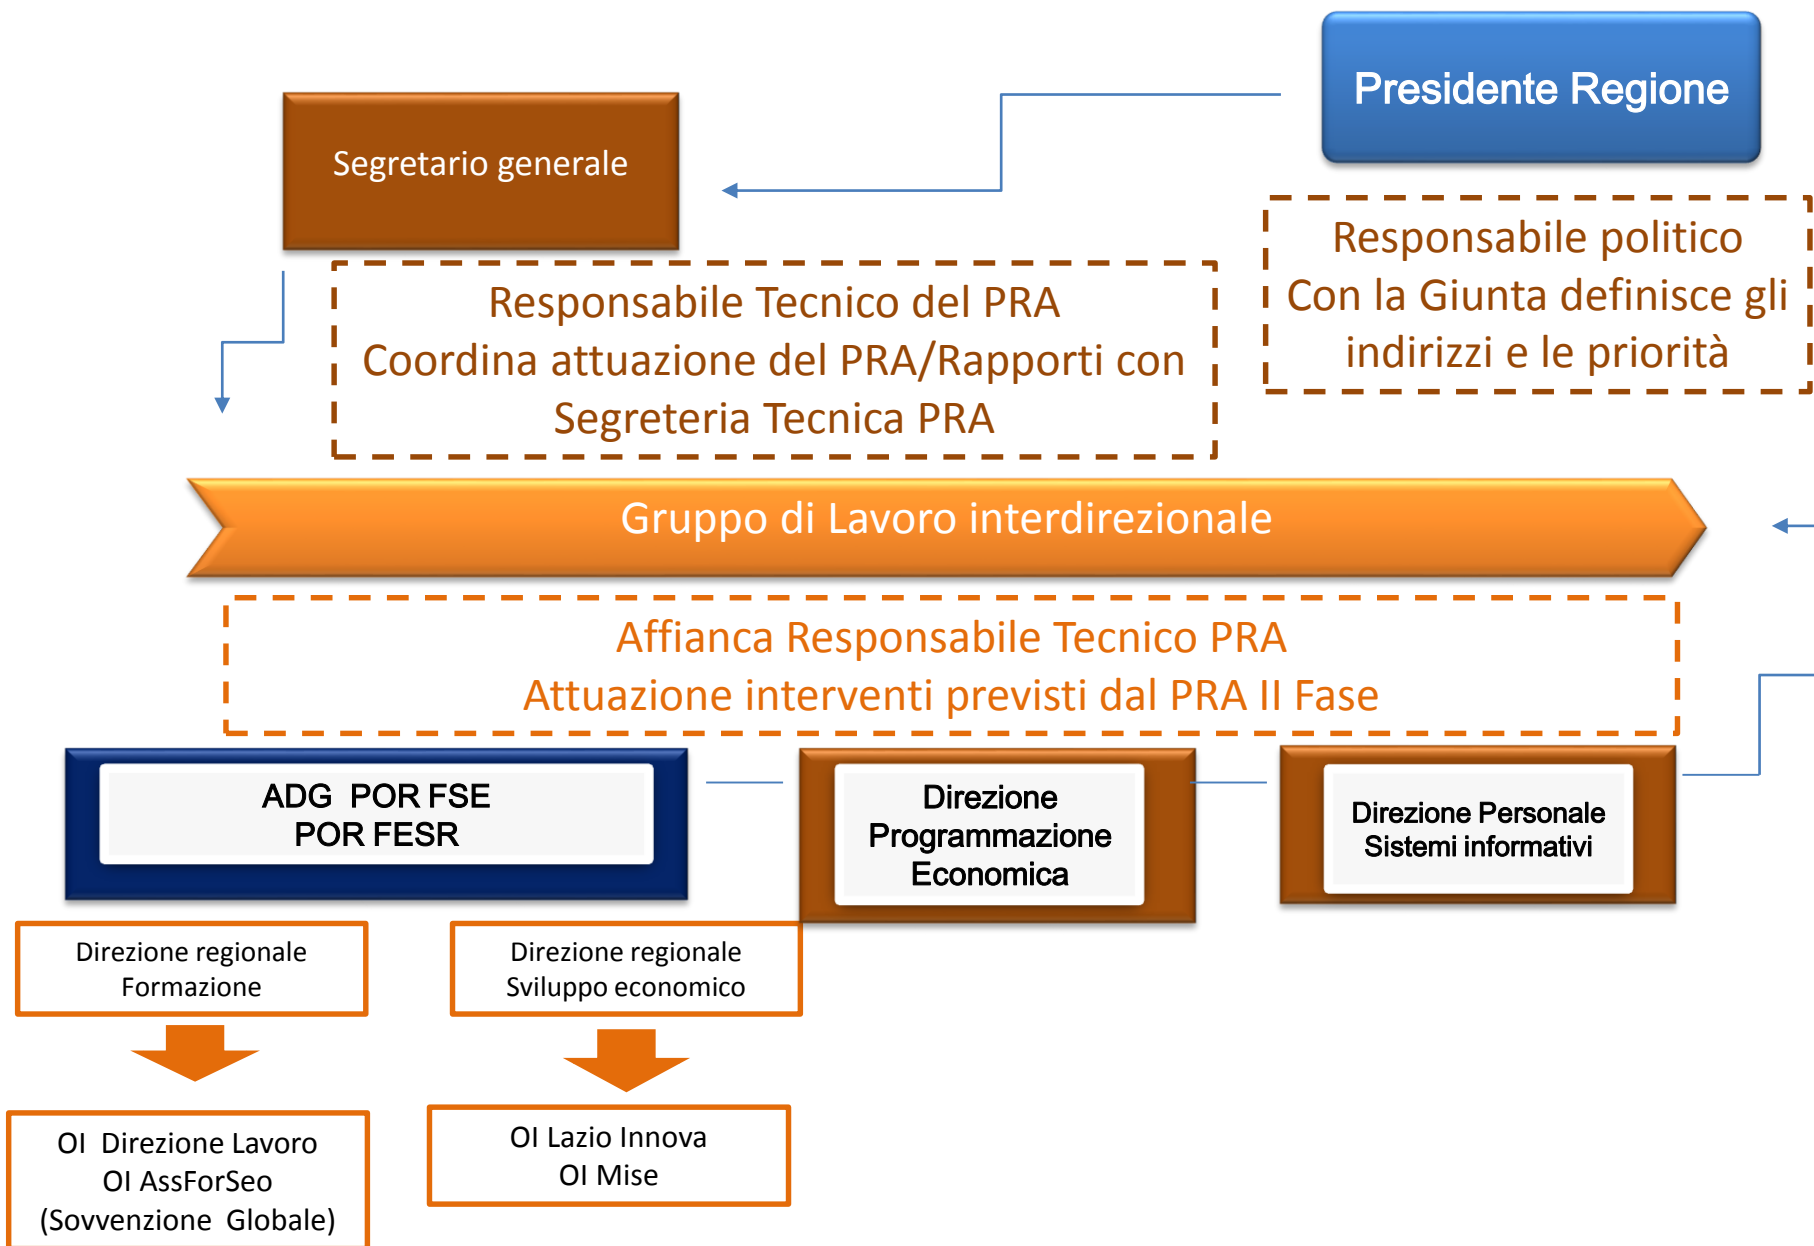 Presidente Regione
Segretario generale
Responsabile politico
Con la Giunta definisce gli
indirizzi e le priorità
Responsabile Tecnico del PRA
Coordina attuazione del PRA/Rapporti con
Segreteria Tecnica PRA
Gruppo di Lavoro interdirezionale
Affianca Responsabile Tecnico PRA
Attuazione interventi previsti dal PRA II Fase
ADG POR FSE
POR FESR
Direzione
Programmazione
Economica
Direzione Personale
Sistemi informativi
Direzione regionale
Formazione
Direzione regionale
Sviluppo economico
OI Direzione Lavoro
OI AssForSeo
(Sovvenzione Globale)
OI Lazio Innova
OI Mise